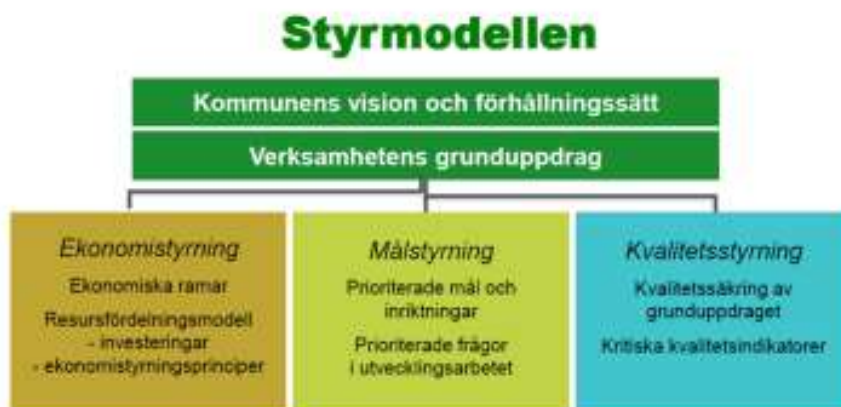 Styrmodellen
Kommunens vision och förhållningssätt
Verksamhetens grunduppdrag
Ekonomistyrning
Ekonomiska ramar
Resursfördelningsmodell
- investeringar
- ekonomistyrningsprinciper
Målstyrning
Prioriterade mål och
inriktningar
Prioriterade frågor
i utvecklingsarbetet
Kvalitetsstyrning
Kvalitetssäkring av
grunduppdraget
Kritiska kvalitetsindikatorer